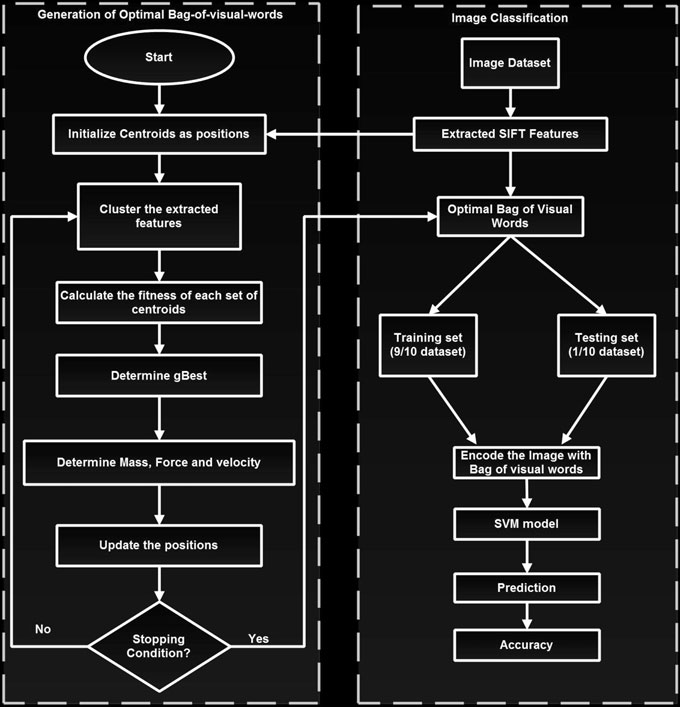 Generation of Optimal Bag-of-visual-words
Start
Initialize Centroids as positions
Cluster the extracted
features
Calculate the fitness of each set of
centroids
Determine gBest
Determine Mass, Force and velocity
Update the positions
Stopping
Condition?
No
Yes
Image Classification
Image Dataset
Extracted SIFT Features
Optimal Bag of Visual
Words
Training set
(9/10 dataset)
Testing set
(1/10 dataset)
Encode the Image with
Bag of visual words
SVM model
Prediction
Accuracy